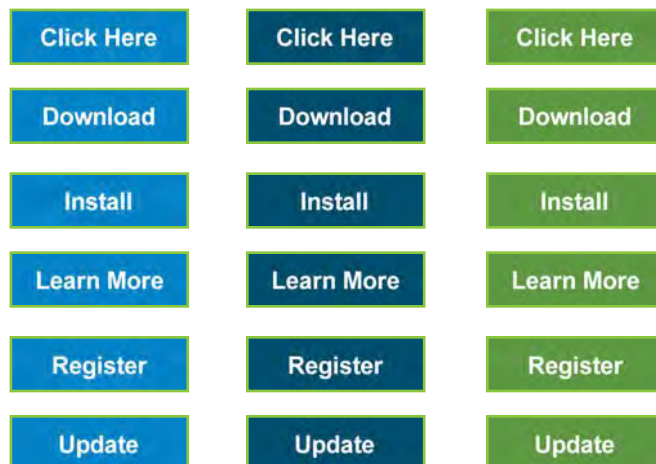 Click Here Click Here Click Here
Download Download Download
Install Install Install
Learn More Learn More Learn More
Register Register Register
Update Update Update